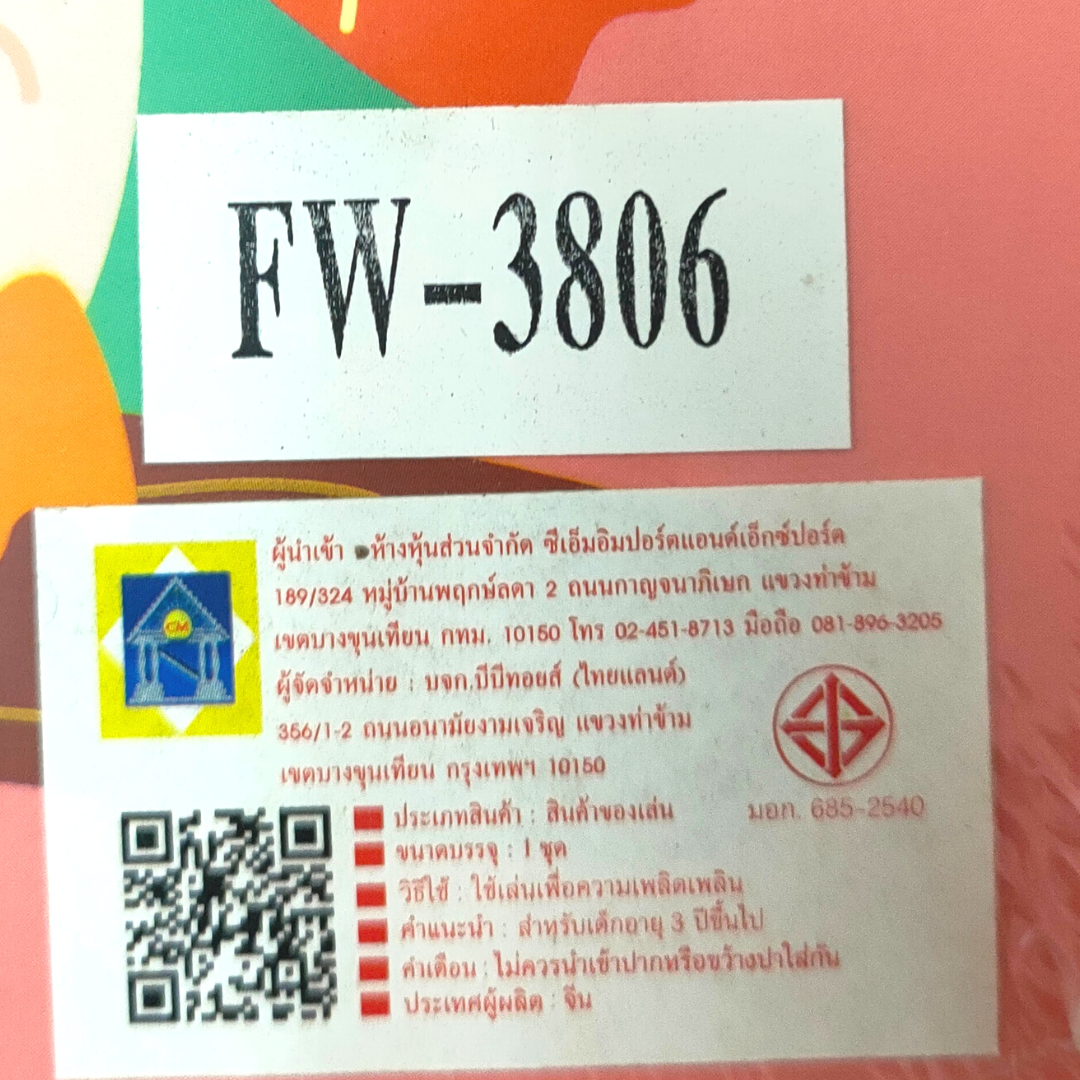 FW-3806
ผู้นำเข้า ห้างหุ้นส่วนจำกัด ซีเอ็มอิมปอร์ตแอนด์เอ็กซ์ปอร์ต
189/324 หมู่บ้านพฤกษ์ลดา 2 ถนนกาญจนาภิเษก แขวงท่าข้าม
เขตบางขุนเทียน กทม. 10150 โทร 02-451-8713 มือถือ 081-896-3205
ผู้จัดจำหน่าย : บจก.บีบีทอยส์ (ไทยแลนด์)
356/1-2 ถนนอนามัยงามเจริญ แขวงท่าข้าม
เขตบางขุนเทียน กรุงเทพฯ 10150
CM
มอก. 685-2540
ประเภทสินค้า : สินค้าของเล่น
ขนาดบรรจุ : 1 ชุด
วิธีใช้ : ใช้เล่นเพื่อความเพลิดเพลิน
คำแนะนำ : สำหรับเด็กอายุ 3 ปีขึ้นไป
คำเตือน : ไม่ควรนำเข้าปากหรือขว้างปาใส่กัน
ประเทศผู้ผลิต : จีน